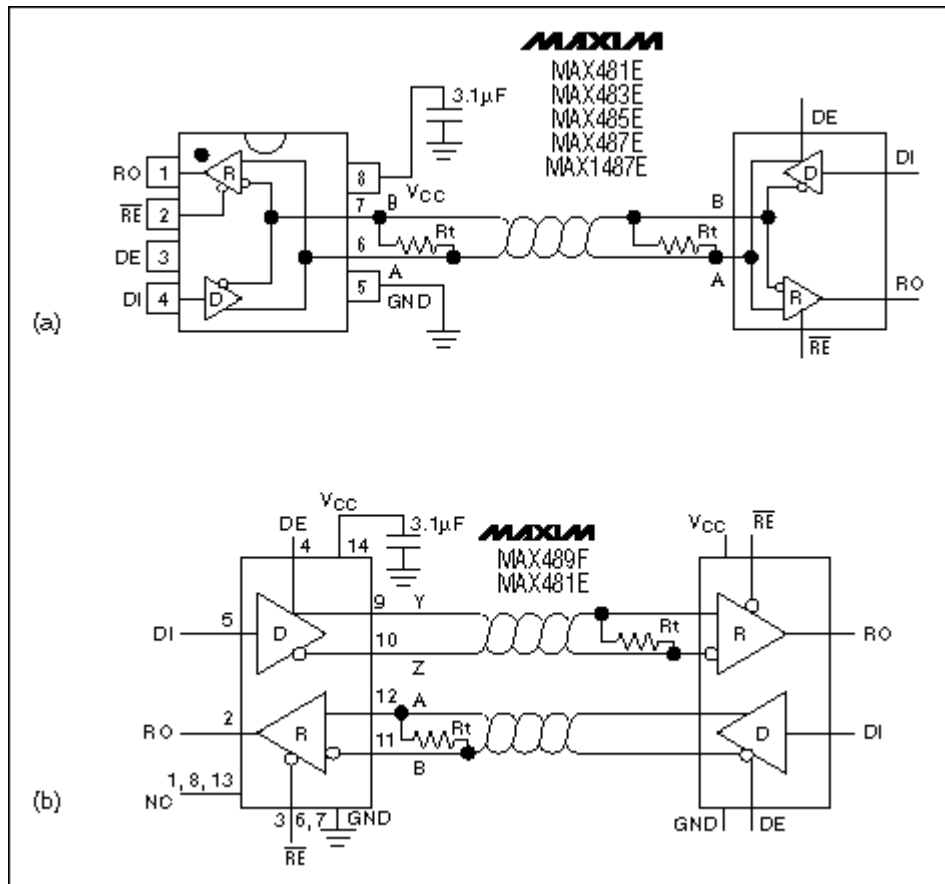 MAXIM
MAX481E
MAX483E
MAX485E
MAX487E
MAX1487E
3.1µF
DE
RO 1
R
8
VCC
DI
D
RE 2
7 B
B
Rt
Rt
DE 3
6
A
A
DI 4
D
5
GND
R
RO
RE
(a)
VCC
DE
4
14
3.1µF
MAXIM
MAX489F
MAX481E
VCC
RE
DI
5
D
9 Y
10
Z
Rt
R
RO
RO
2
R
12 A
11
B
Rt
D
DI
1, 8, 13
NC
(b)
3 6, 7
GND
RE
GND
DE